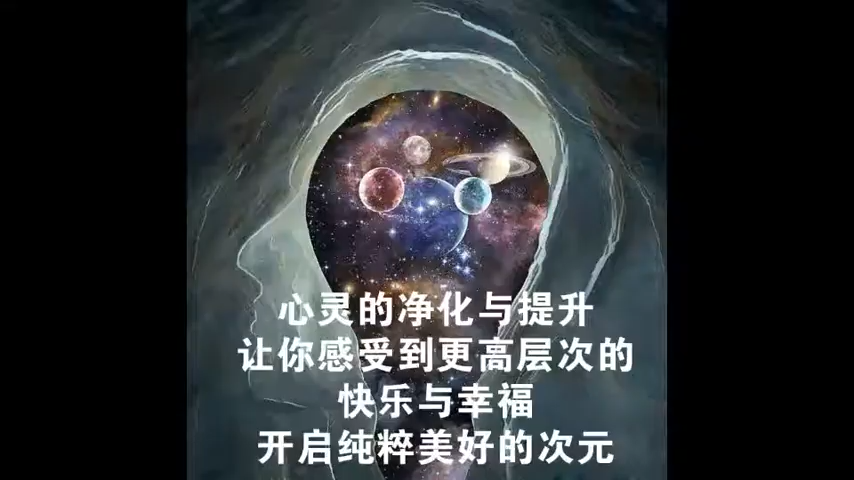 心灵的净化与提升
让你感受到更高层次的
快乐与幸福
开启纯粹美好的次元